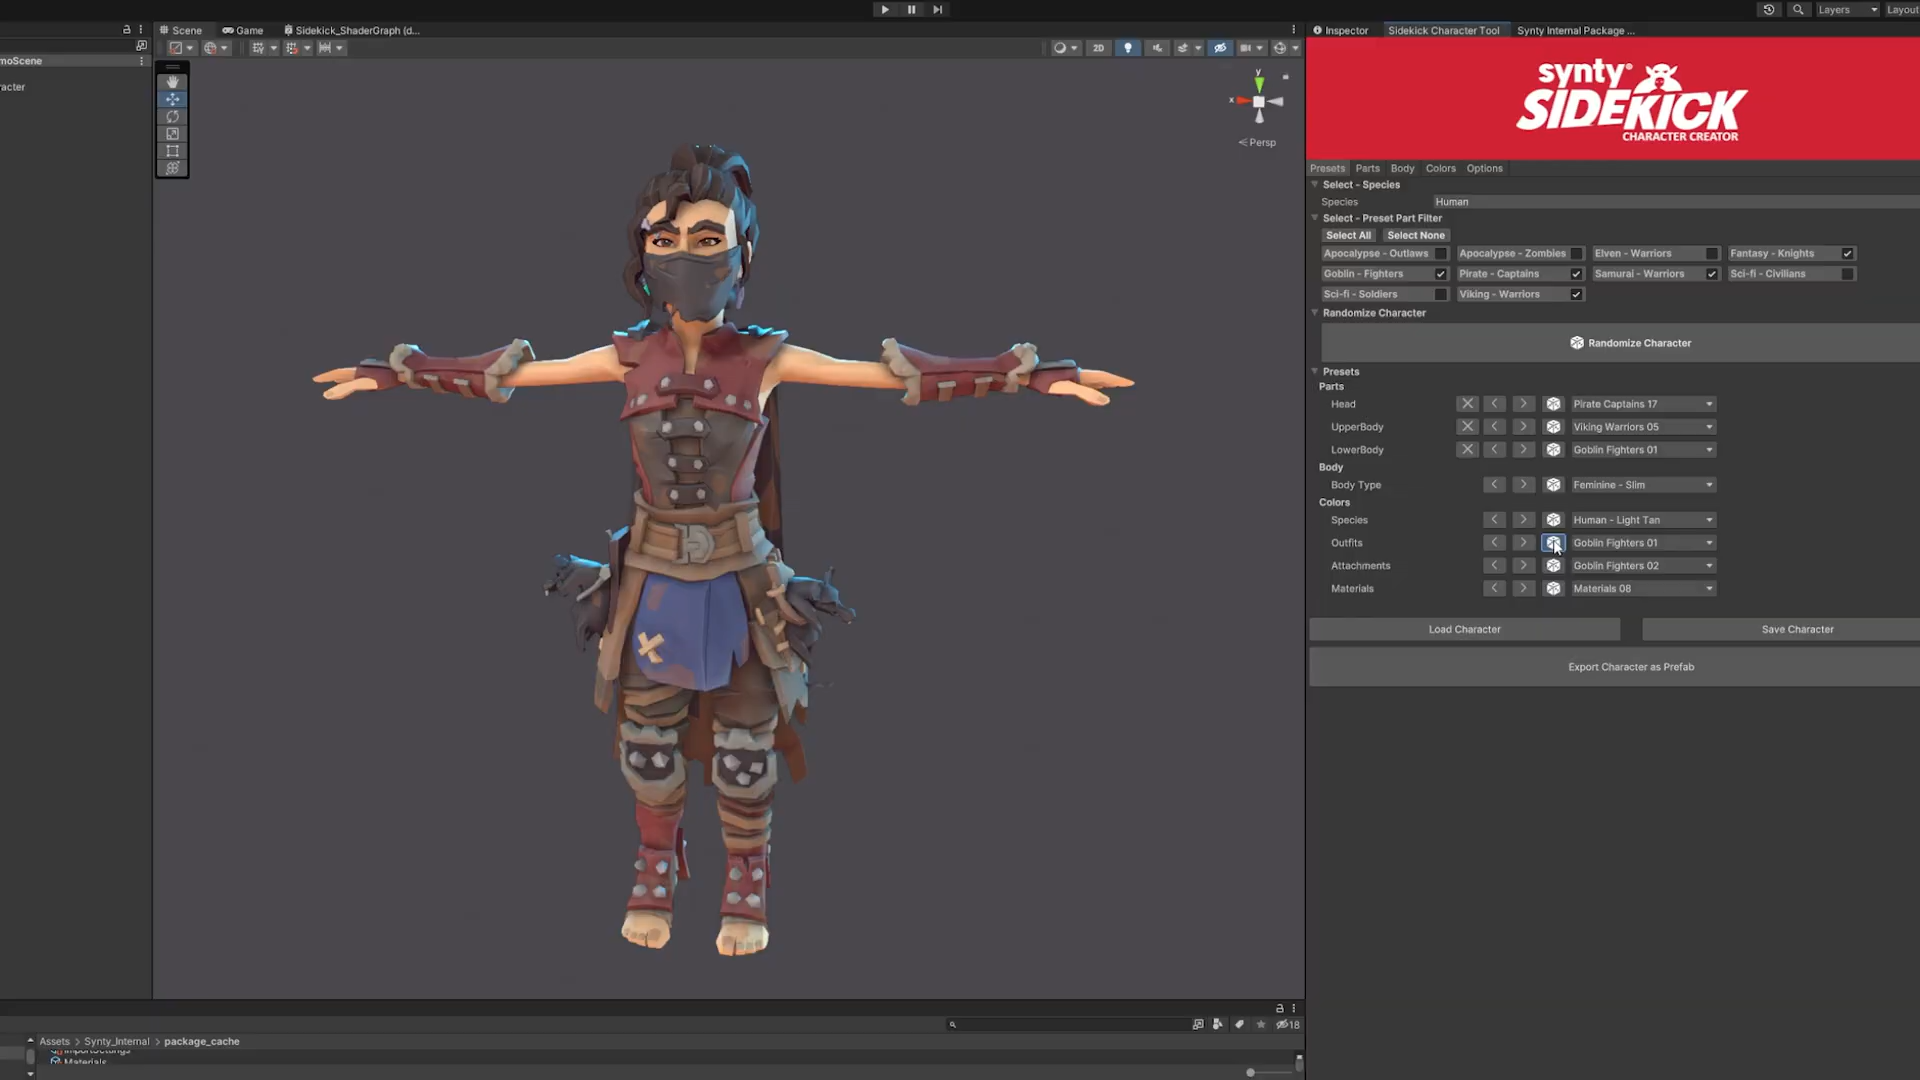 Layers
Layout
Scene
Game
Sidekick_ShaderGraph (d...
Inspector
Sidekick Character Tool
Synty Internal Package ...
2D
moScene
racter
y
x
Persp
synty®
SIDEKICK
CHARACTER CREATOR
Presets
Parts
Body
Colors
Options
Select - Species
Species
Human
Select - Preset Part Filter
Select All
Select None
Apocalypse - Outlaws
Apocalypse - Zombies
Elven - Warriors
Fantasy - Knights
Goblin - Fighters
Pirate - Captains
Samurai - Warriors
Sci-fi - Civilians
Sci-fi - Soldiers
Viking - Warriors
Randomize Character
Randomize Character
Presets
Parts
Head
Pirate Captains 17
UpperBody
Viking Warriors 05
LowerBody
Goblin Fighters 01
Body
Body Type
Feminine - Slim
Colors
Species
Human - Light Tan
Outfits
Goblin Fighters 01
Attachments
Goblin Fighters 02
Materials
Materials 08
Load Character
Save Character
Export Character as Prefab
18
Assets > Synty_Internal > package_cache
Materials